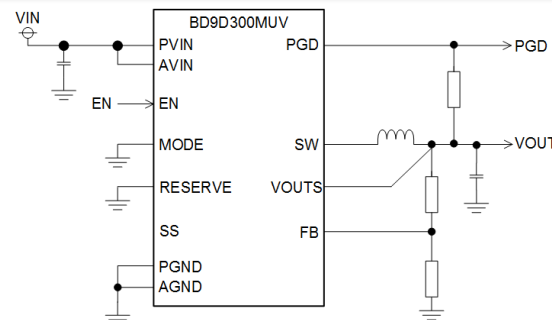 VIN
BD9D300MUV
PVIN
PGD
PGD
AVIN
EN
EN
MODE
SW
VOUT
RESERVE
VOUTS
SS
FB
PGND
AGND